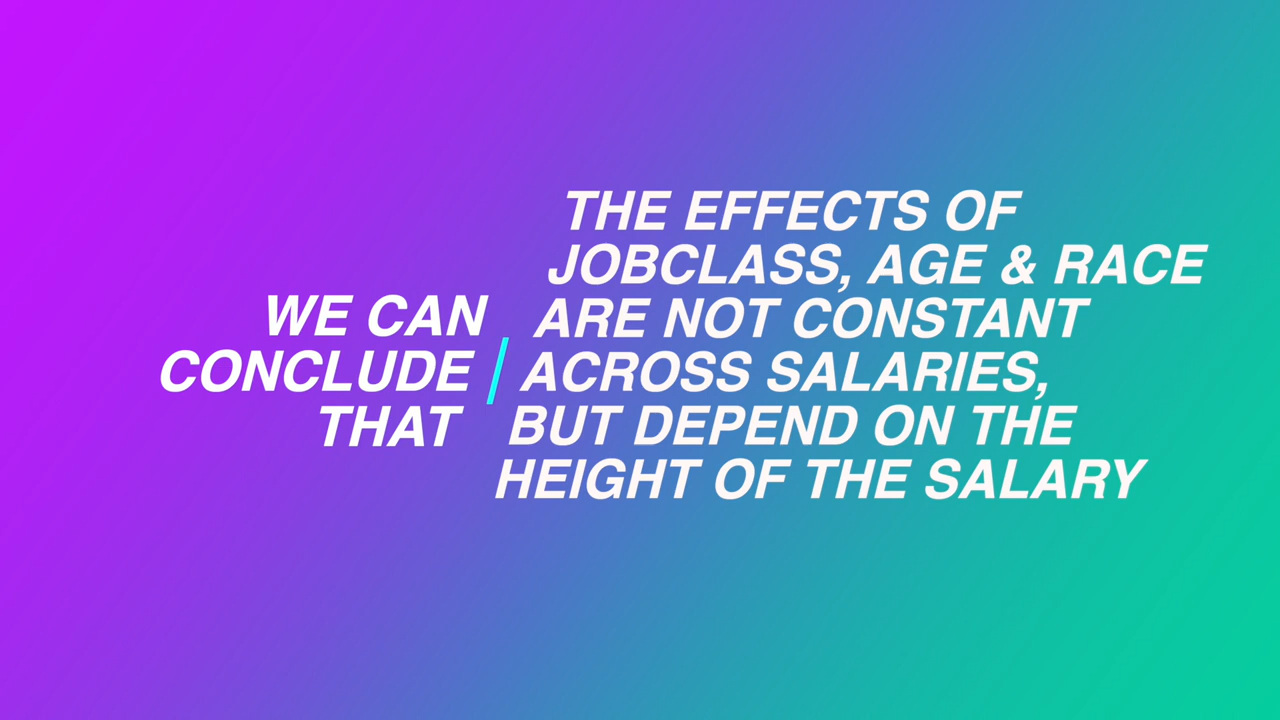 WE CAN
CONCLUDE
THAT
THE EFFECTS OF
JOBCLASS, AGE & RACE
ARE NOT CONSTANT
ACROSS SALARIES,
BUT DEPEND ON THE
HEIGHT OF THE SALARY